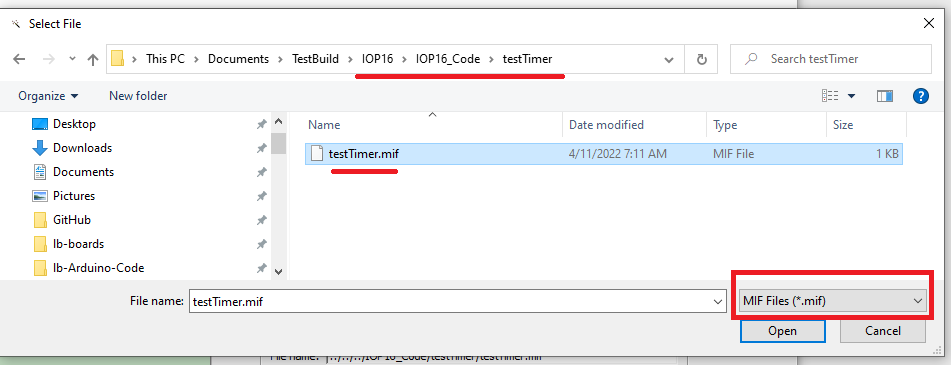 Select File
This PC > Documents > TestBuild > IOP16 > IOP16_Code > testTimer
Search testTimer
Organize
New folder
Name
Date modified
Type
Size
Desktop
Downloads
Documents
Pictures
GitHub
lb-boards
lb-Arduino-Code
testTimer.mif 4/11/2022 7:11 AM MIF File 1 KB
File name: testTimer.mif
MIF Files (*.mif)
Open
Cancel
File name: ../../../IOP16_Code/testTimer/testTimer.mif